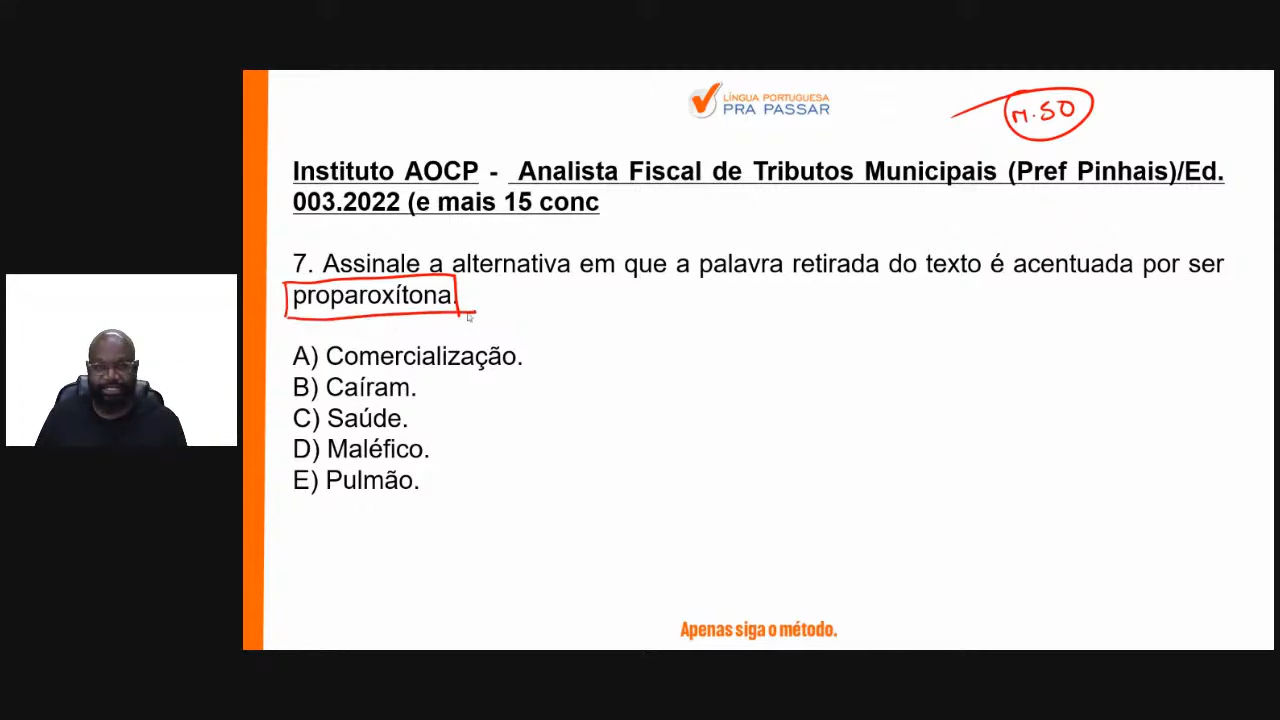 LÍNGUA PORTUGUESA
PRA PASSAR
M.50
Instituto AOCP - Analista Fiscal de Tributos Municipais (Pref Pinhais)/Ed.
003.2022 (e mais 15 conc
7. Assinale a alternativa em que a palavra retirada do texto é acentuada por ser
proparoxítona.
A) Comercialização.
B) Caíram.
C) Saúde.
D) Maléfico.
E) Pulmão.
Apenas siga o método.